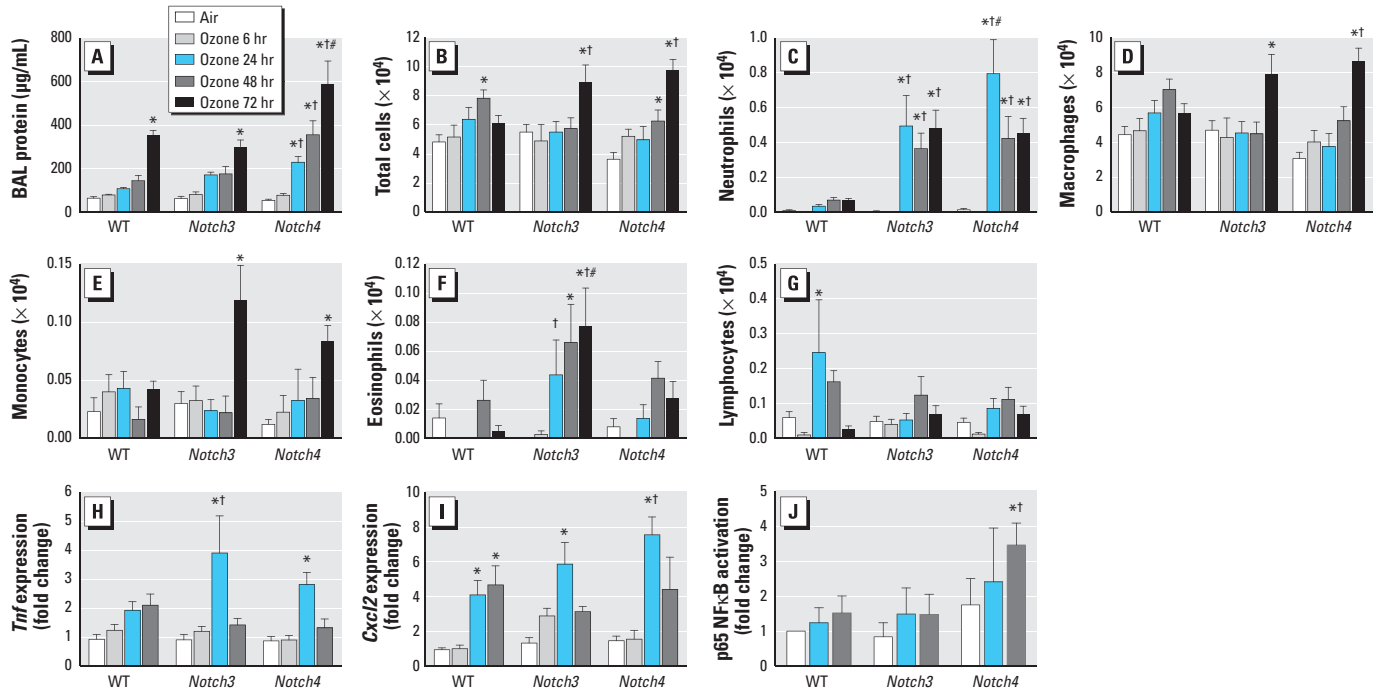 Air
Ozone 6 hr
Ozone 24 hr
Ozone 48 hr
Ozone 72 hr
A
BAL protein (µg/mL)
800
600
400
200
0
*
*
*†
*†
*†#
WT
Notch3
Notch4
B
Total cells (× 10⁴)
12
10
8
6
4
2
0
*
*†
*
*†
WT
Notch3
Notch4
C
Neutrophils (× 10⁴)
1.0
0.8
0.6
0.4
0.2
0.0
*†
*†
*†
*†#
*†
*†
WT
Notch3
Notch4
D
Macrophages (× 10⁴)
10
8
6
4
2
0
*
*†
WT
Notch3
Notch4
E
Monocytes (× 10⁴)
0.15
0.10
0.05
0.00
*
*
WT
Notch3
Notch4
F
Eosinophils (× 10⁴)
0.12
0.10
0.08
0.06
0.04
0.02
0.00
†
*
*†#
WT
Notch3
Notch4
G
Lymphocytes (× 10⁴)
0.5
0.4
0.3
0.2
0.1
0.0
*
WT
Notch3
Notch4
H
Tnf expression
(fold change)
6
5
4
3
2
1
0
*†
*
WT
Notch3
Notch4
I
Cxcl2 expression
(fold change)
10
8
6
4
2
0
*
*
*
*†
WT
Notch3
Notch4
J
p65 NFκB activation
(fold change)
5
4
3
2
1
0
*†
WT
Notch3
Notch4